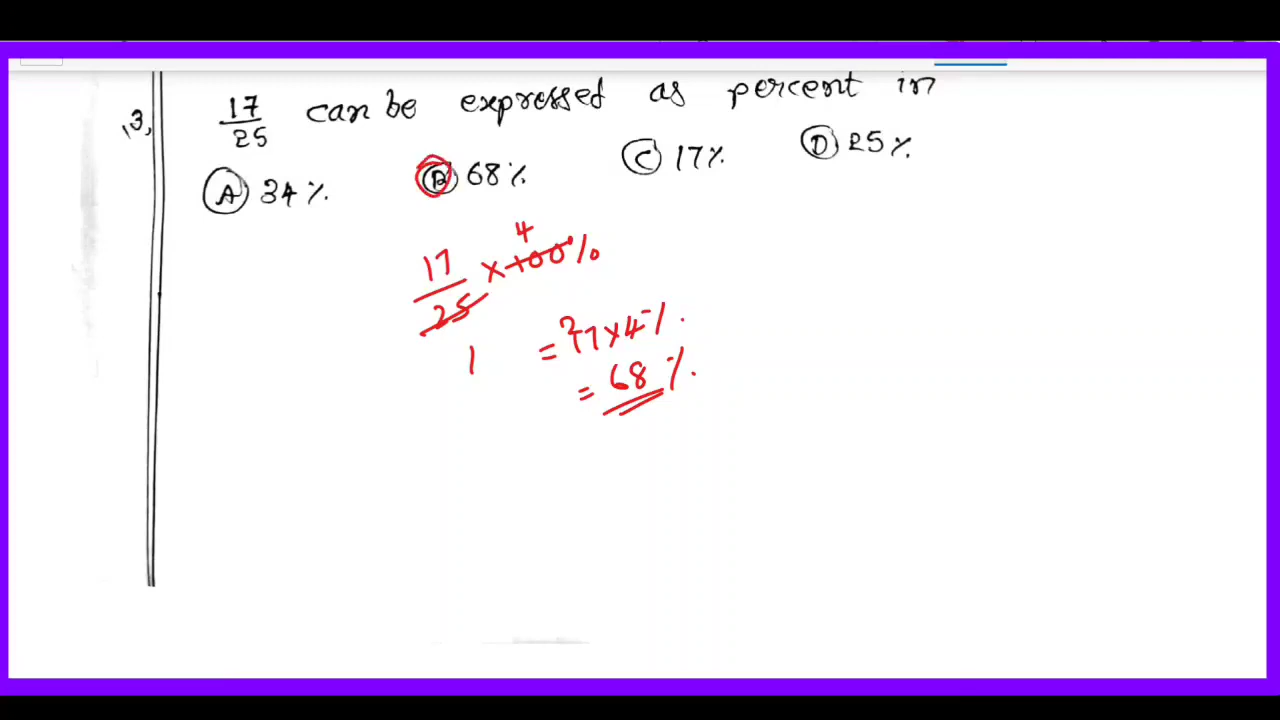 13, 17/25 can be expressed as percent in
(A) 34% (B) 68% (C) 17% (D) 25%
17/25 × 100% 4
1
= 17×4%
= 68%